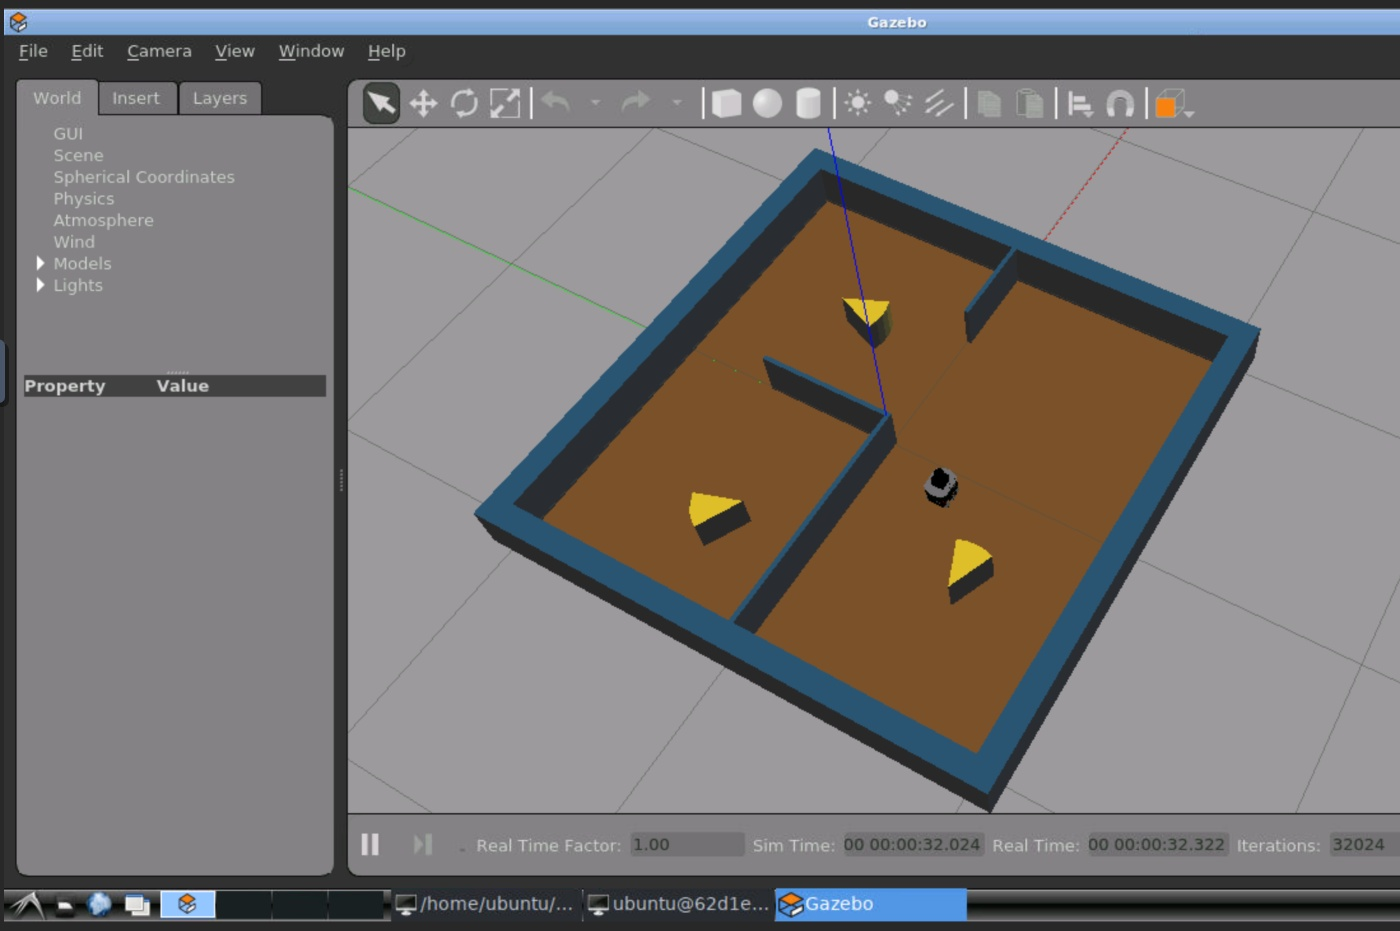 Gazebo
File Edit Camera View Window Help
World Insert Layers
GUI
Scene
Spherical Coordinates
Physics
Atmosphere
Wind
Models
Lights
Property Value
Real Time Factor: 1.00 Sim Time: 00 00:00:32.024 Real Time: 00 00:00:32.322 Iterations: 32024
/home/ubuntu/... ubuntu@62d1e... Gazebo